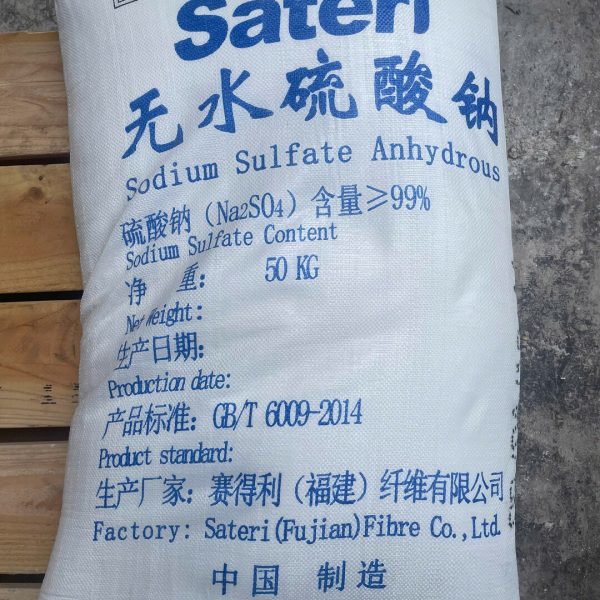 Sateri
无水硫酸钠
Sodium Sulfate Anhydrous
硫酸钠（Na2SO4）含量≥99%
Sodium Sulfate Content
净 重： 50 KG
Net Weight:
生产日期：
Production date:
产品标准：GB/T 6009-2014
Product standard:
生产厂家：赛得利（福建）纤维有限公司
Factory: Sateri(Fujian)Fibre Co.,Ltd.
中国 制造